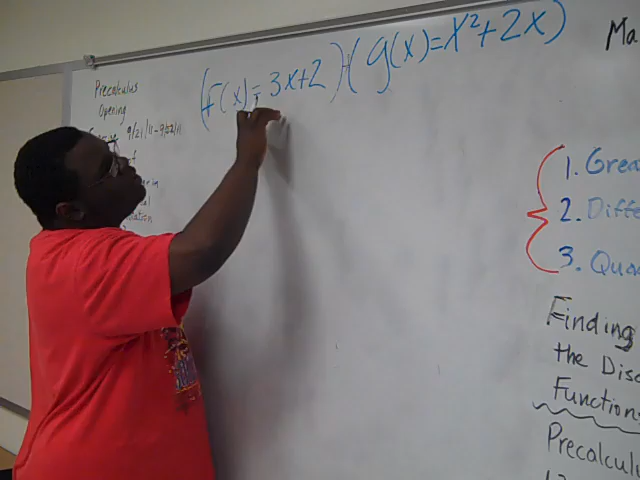 (f(x)=3x+2)+(g(x)=x²+2x)
Ma
Precalculus
Opening
9/21/11-9/22/11
1. Grea
2. Diffe
3. Quo
Finding
the Disc
Function
Precalcul